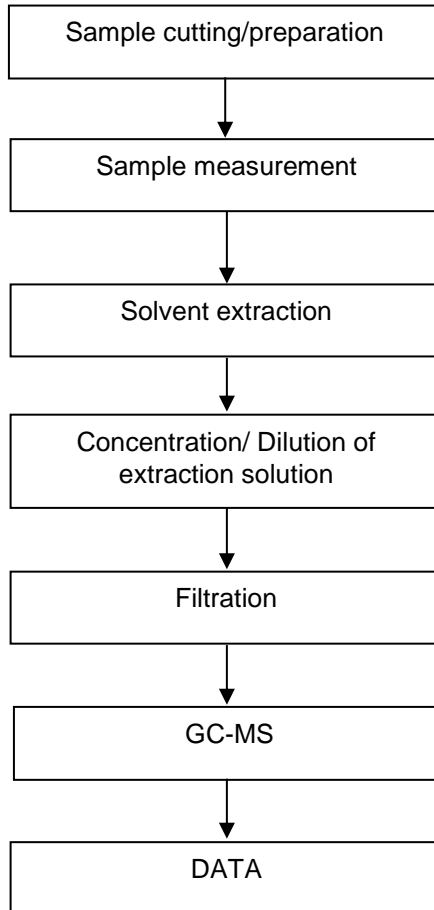 Sample cutting/preparation
Sample measurement
Solvent extraction
Concentration/ Dilution of
extraction solution
Filtration
GC-MS
DATA